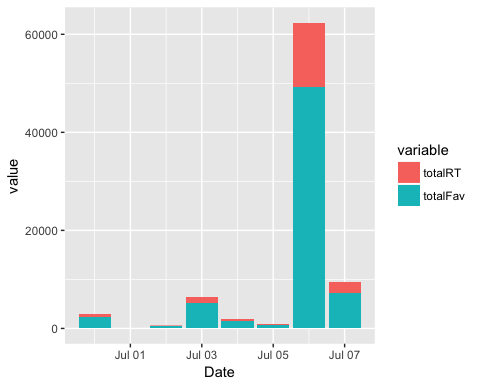 60000
40000
20000
0
value
Jul 01
Jul 03
Jul 05
Jul 07
Date
variable
totalRT
totalFav